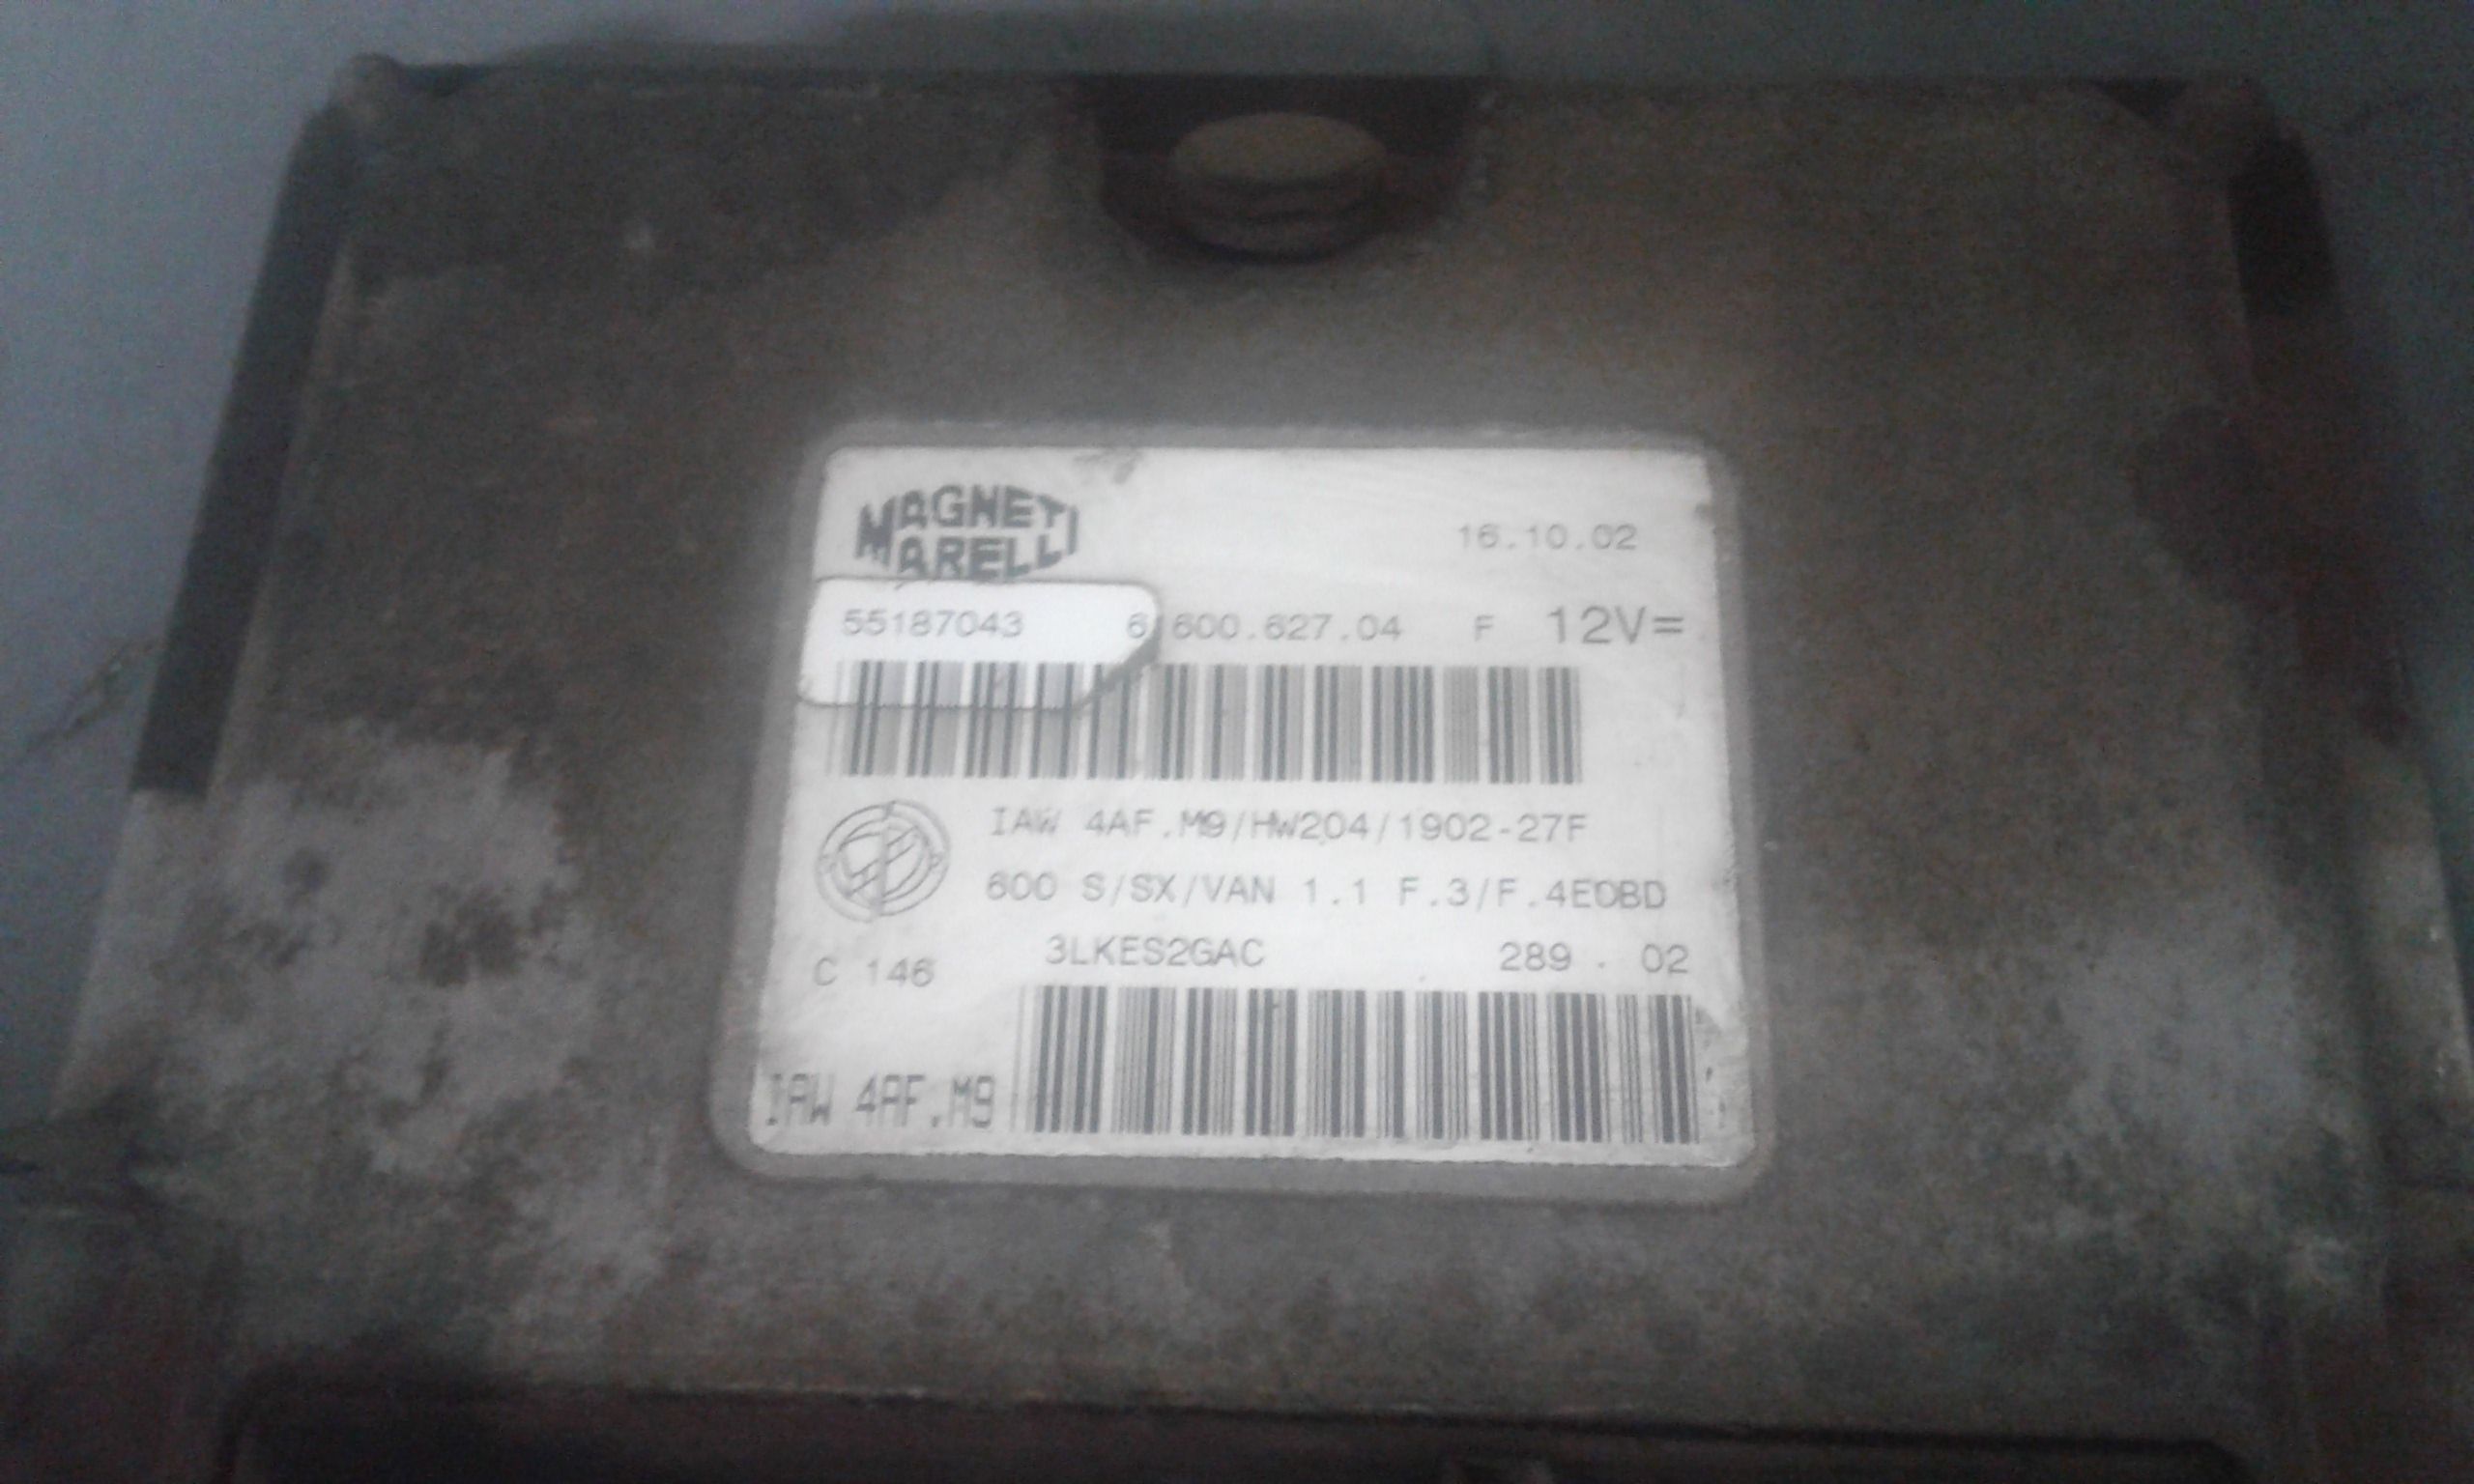 MAGNETI
MARELLI
16.10.02
55187043 6 600.627.04 F 12V=
IAW 4AF.M9/HW204/1902-27F
600 S/SX/VAN 1.1 F.3/F.4EOBD
C 146 3LKES2GAC 289 . 02
IAW 4AF.M9